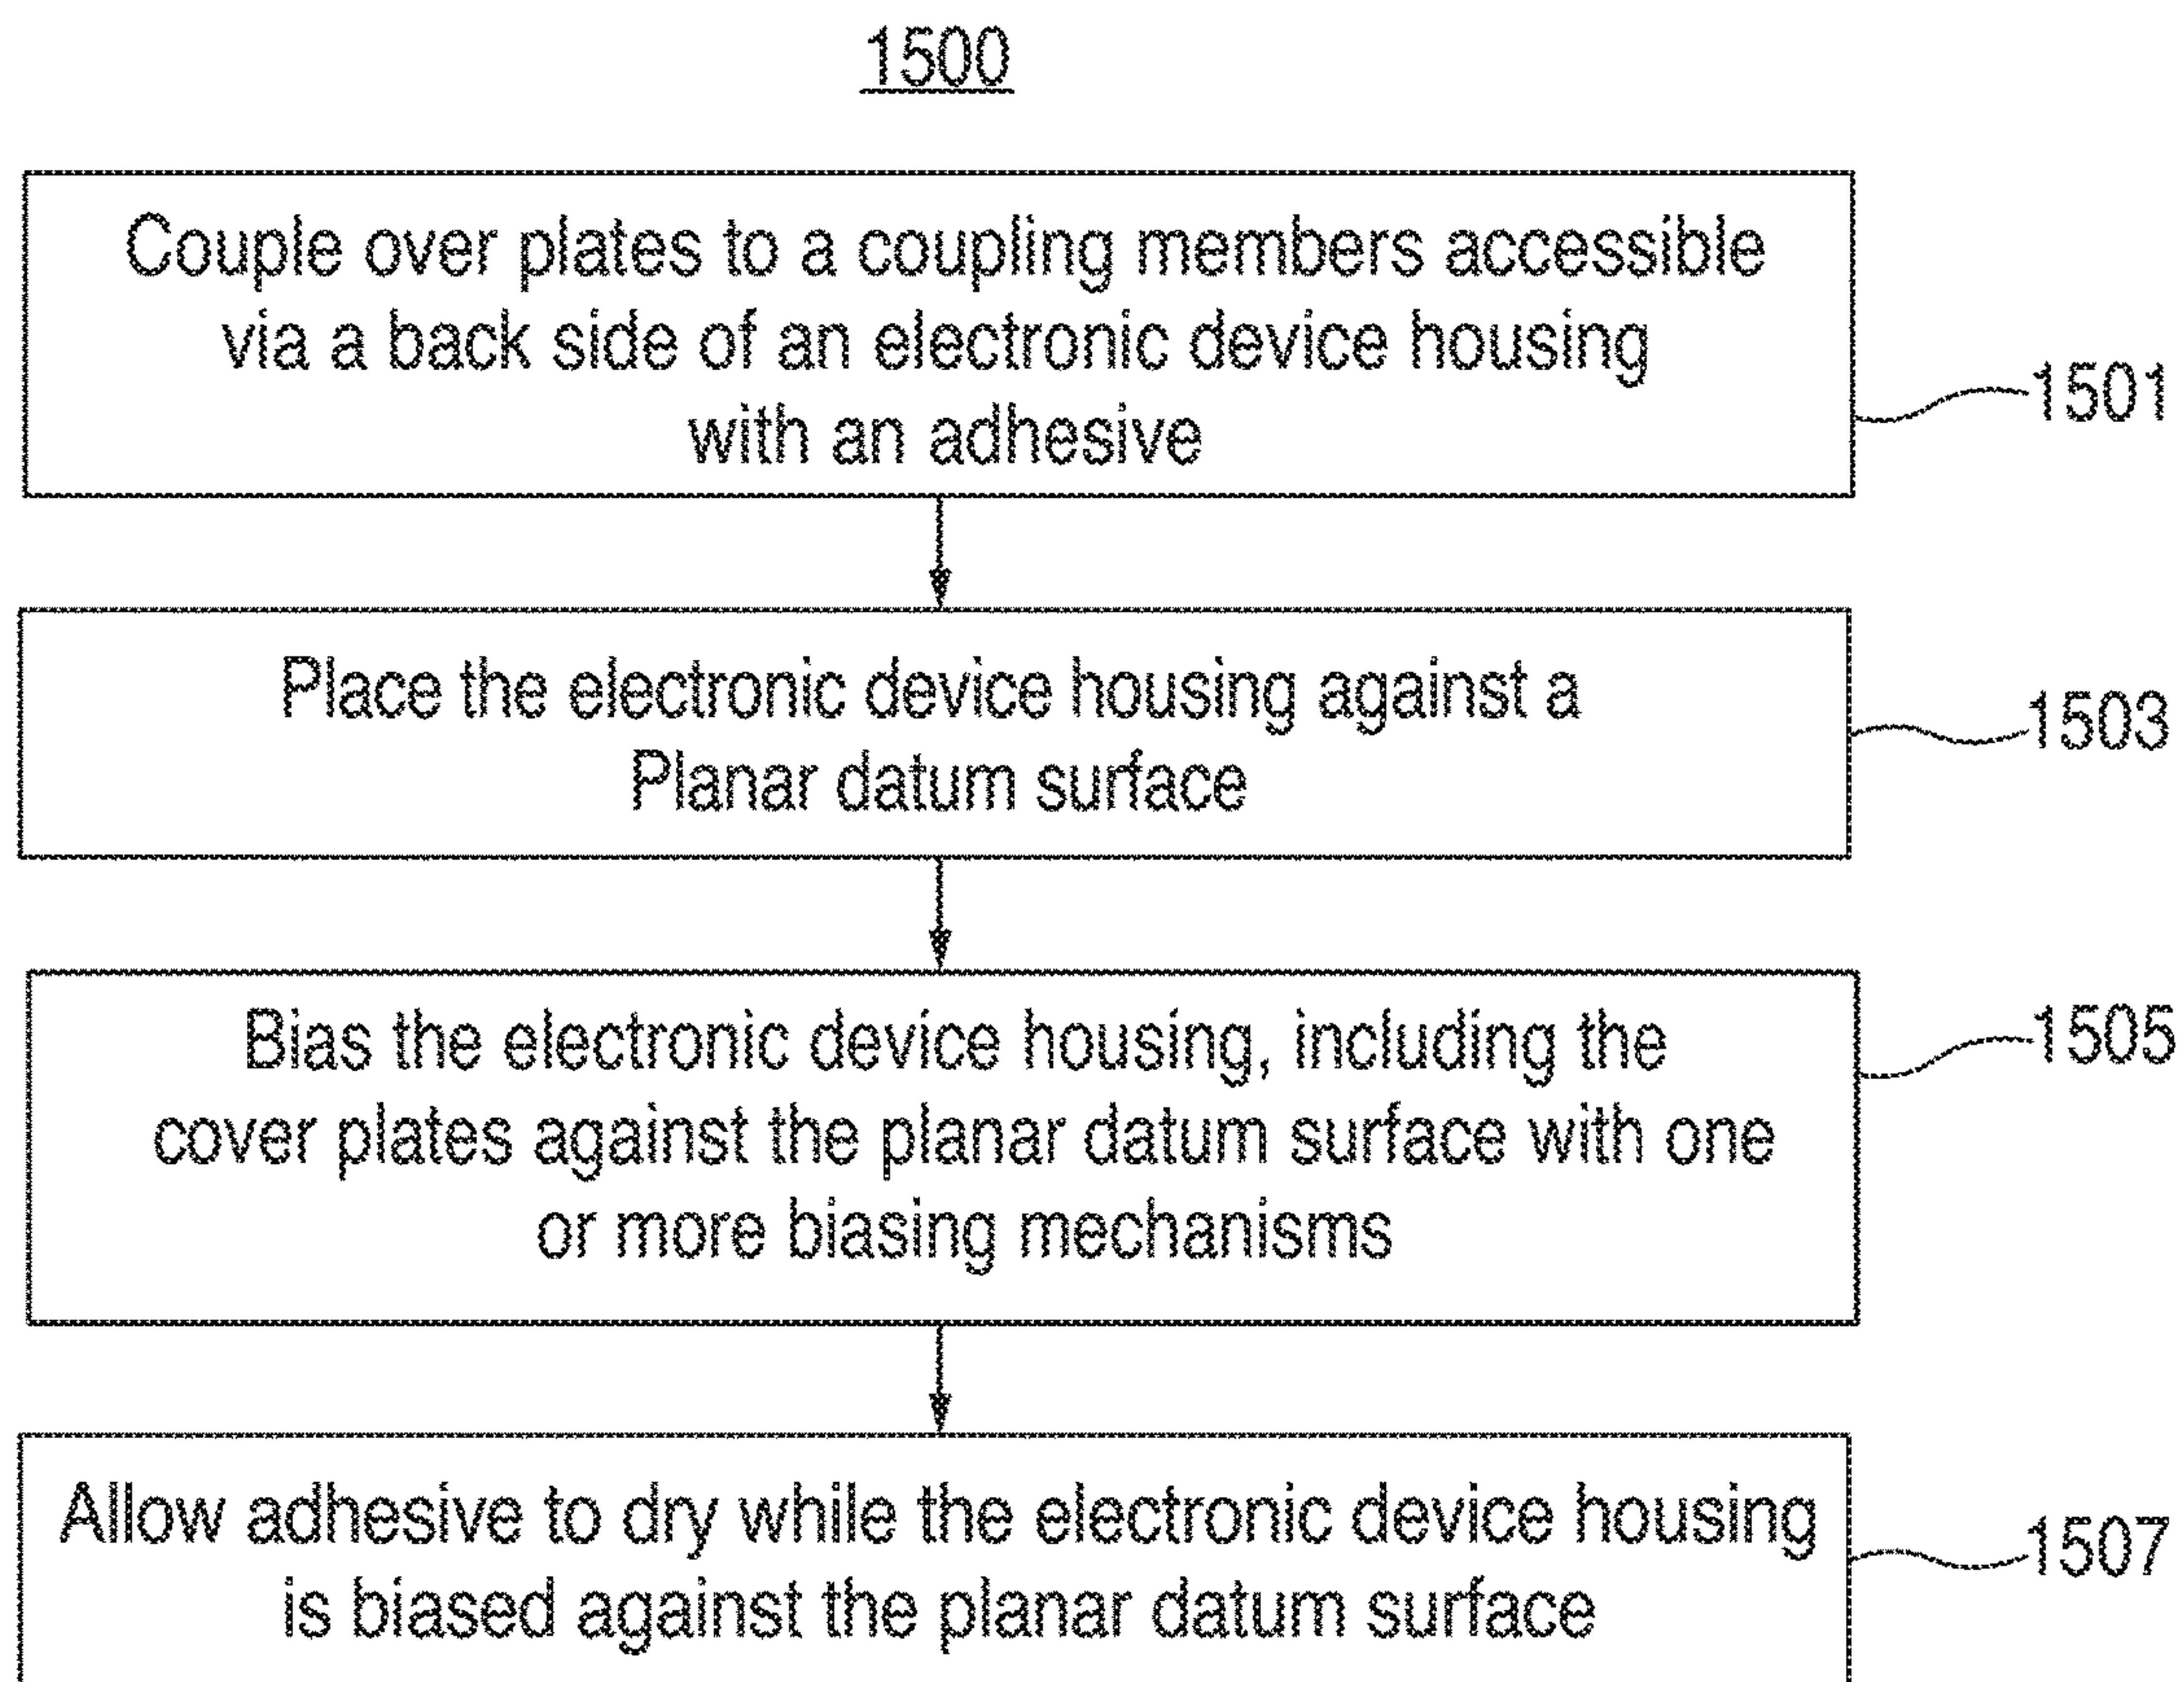 1500
Couple over plates to a coupling members accessible
via a back side of an electronic device housing
with an adhesive
1501
Place the electronic device housing against a
Planar datum surface
1503
Bias the electronic device housing, including the
cover plates against the planar datum surface with one
or more biasing mechanisms
1505
Allow adhesive to dry while the electronic device housing
is biased against the planar datum surface
1507